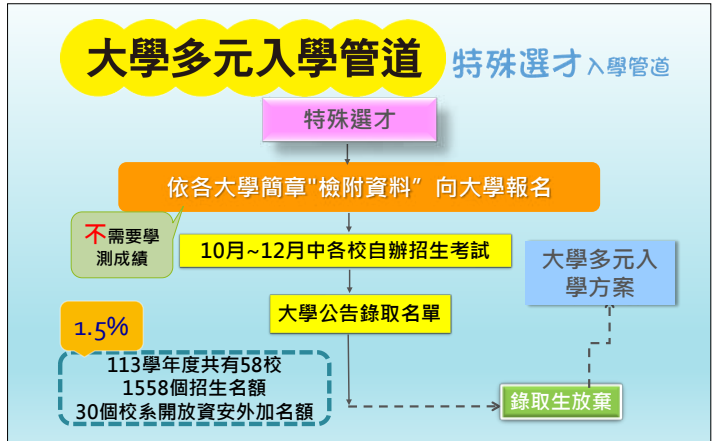 大學多元入學管道 特殊選才入學管道
特殊選才
依各大學簡章"檢附資料” 向大學報名
不需要學
測成績
10月~12月中各校自辦招生考試
大學多元入
學方案
大學公告錄取名單
1.5%
113學年度共有58校
1558個招生名額
30個校系開放資安外加名額
錄取生放棄